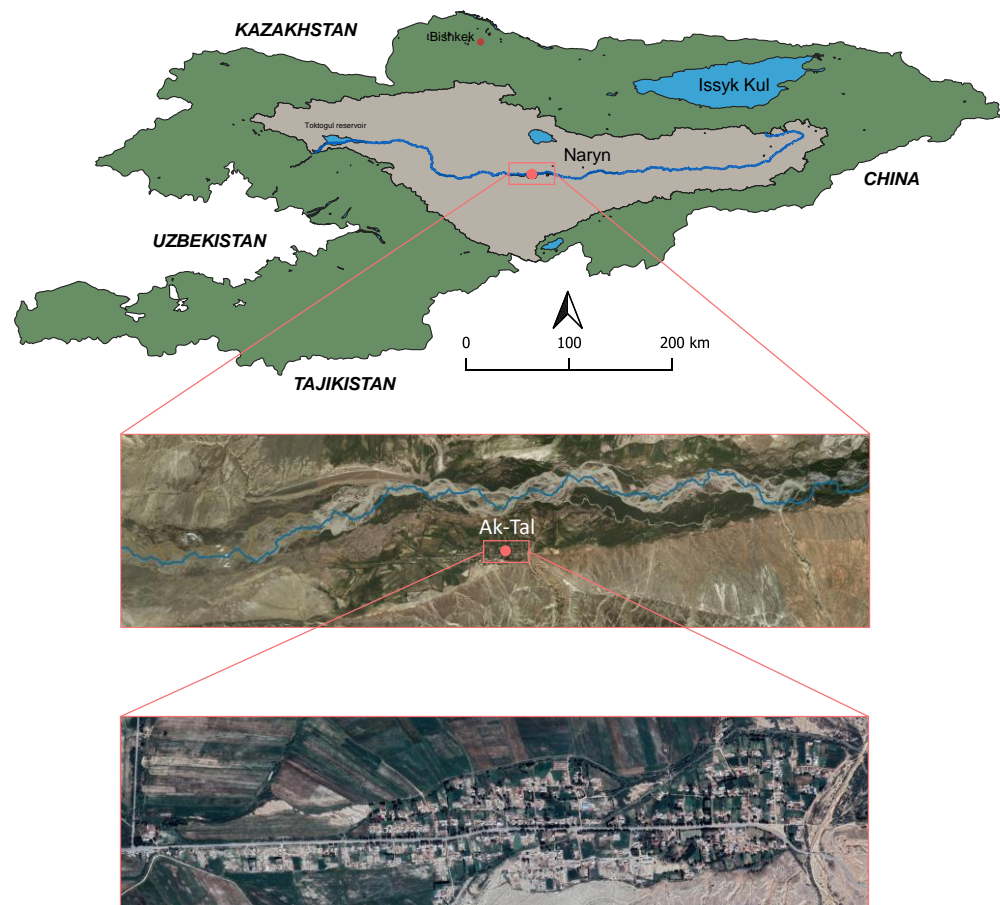 KAZAKHSTAN
Bishkek
Issyk Kul
Toktogul reservoir
Naryn
CHINA
UZBEKISTAN
0 100 200 km
TAJIKISTAN
Ak-Tal